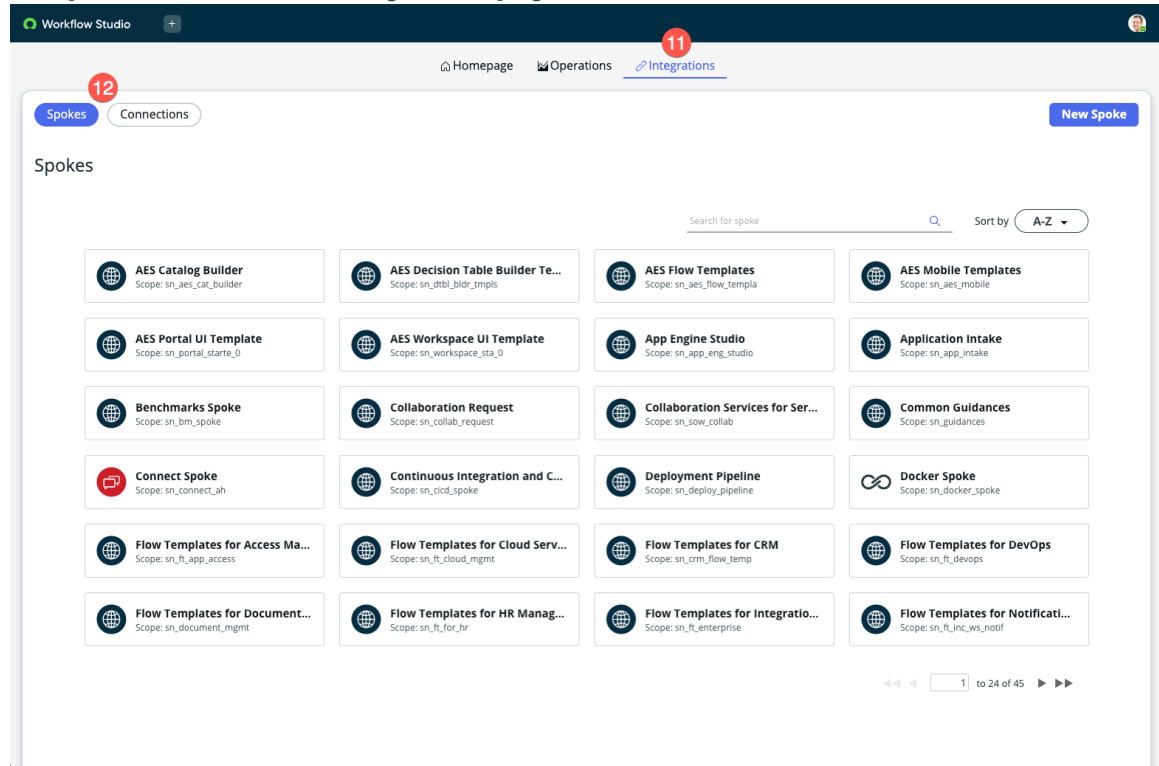 Workflow Studio
+
11
Homepage
Operations
Integrations
12
Spokes
Connections
New Spoke
Spokes
Search for spoke
Sort by
A-Z
AES Catalog Builder
Scope: sn_aes_cat_builder
AES Decision Table Builder Te...
Scope: sn_dtbl_bldr_tmpls
AES Flow Templates
Scope: sn_aes_flow_templa
AES Mobile Templates
Scope: sn_aes_mobile
AES Portal UI Template
Scope: sn_portal_starte_0
AES Workspace UI Template
Scope: sn_workspace_sta_0
App Engine Studio
Scope: sn_app_eng_studio
Application Intake
Scope: sn_app_intake
Benchmarks Spoke
Scope: sn_bm_spoke
Collaboration Request
Scope: sn_collab_request
Collaboration Services for Ser...
Scope: sn_sow_collab
Common Guidances
Scope: sn_guidances
Connect Spoke
Scope: sn_connect_ah
Continuous Integration and C...
Scope: sn_cicd_spoke
Deployment Pipeline
Scope: sn_deploy_pipeline
Docker Spoke
Scope: sn_docker_spoke
Flow Templates for Access Ma...
Scope: sn_ft_app_access
Flow Templates for Cloud Serv...
Scope: sn_ft_cloud_mgmt
Flow Templates for CRM
Scope: sn_crm_flow_temp
Flow Templates for DevOps
Scope: sn_ft_devops
Flow Templates for Document...
Scope: sn_document_mgmt
Flow Templates for HR Manag...
Scope: sn_ft_for_hr
Flow Templates for Integratio...
Scope: sn_ft_enterprise
Flow Templates for Notificati...
Scope: sn_ft_inc_ws_notif
1 to 24 of 45